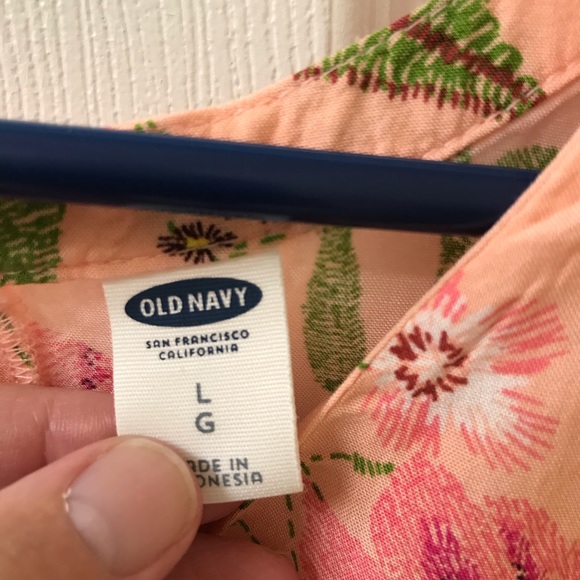 OLD NAVY
SAN FRANCISCO
CALIFORNIA
L
G
ADE IN
ONESIA